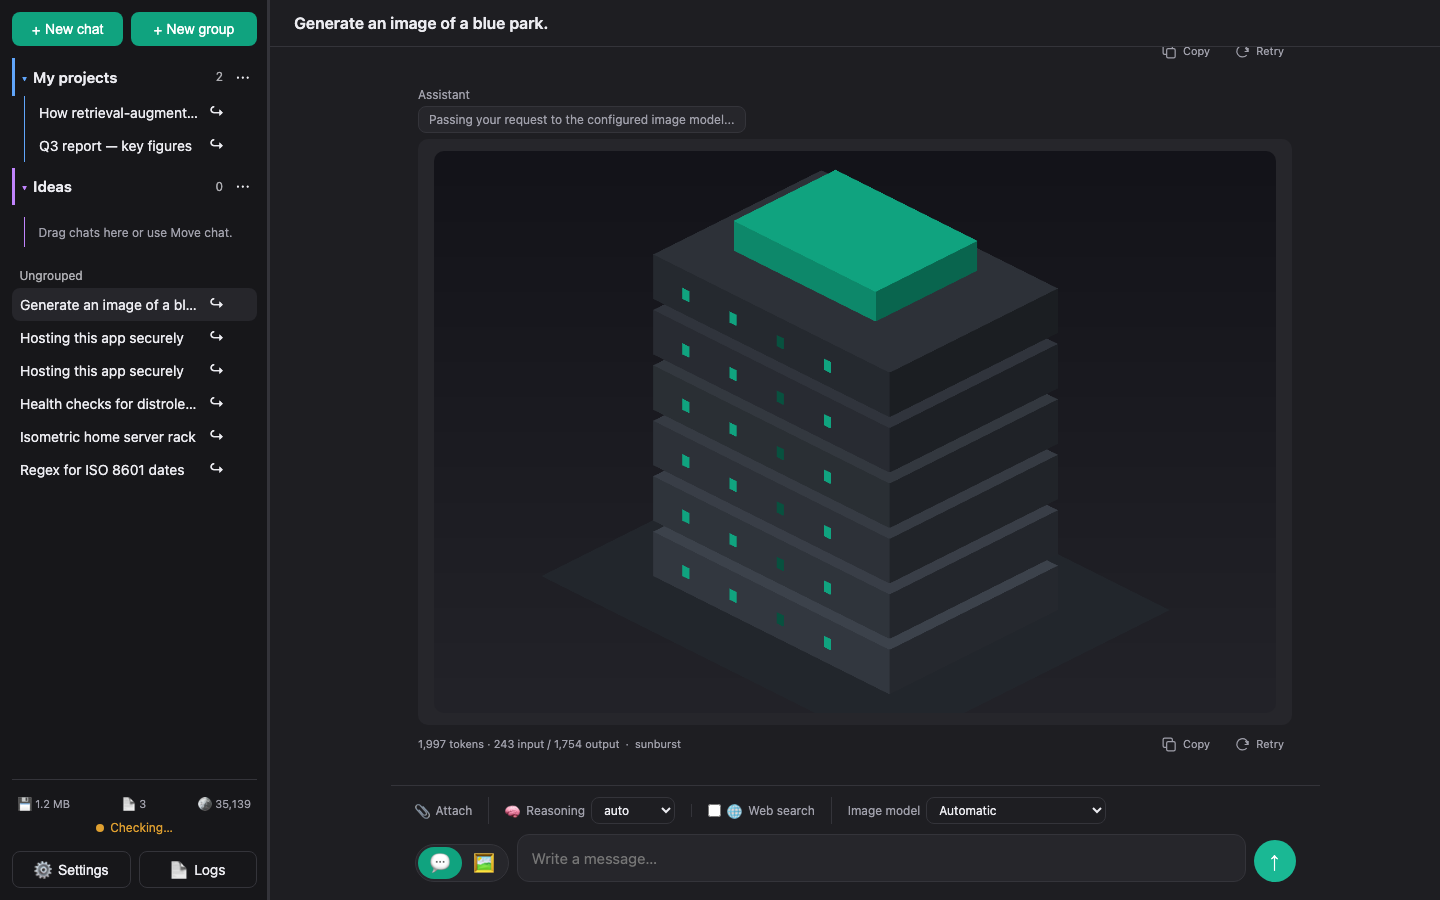 + New chat
+ New group
My projects 2 ...
How retrieval-augment...
Q3 report — key figures
Ideas 0 ...
Drag chats here or use Move chat.
Ungrouped
Generate an image of a bl...
Hosting this app securely
Hosting this app securely
Health checks for distrole...
Isometric home server rack
Regex for ISO 8601 dates
1.2 MB 3 35,139
Checking...
Settings Logs
Generate an image of a blue park.
Copy Retry
Assistant
Passing your request to the configured image model...
1,997 tokens · 243 input / 1,754 output · sunburst
Copy Retry
Attach Reasoning auto Web search Image model Automatic
Write a message...